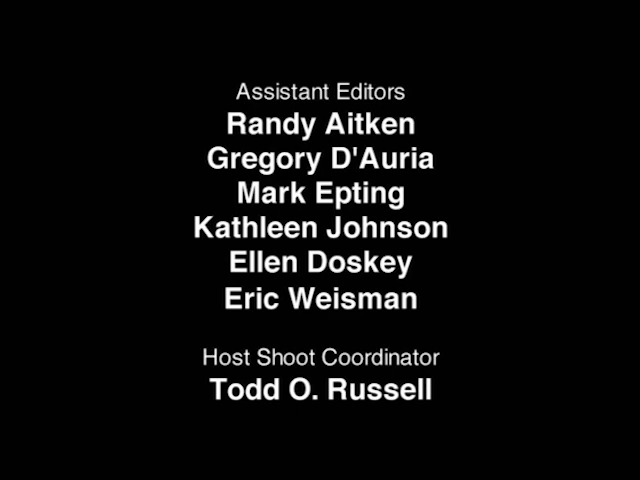 Assistant Editors
Randy Aitken
Gregory D'Auria
Mark Epting
Kathleen Johnson
Ellen Doskey
Eric Weisman
Host Shoot Coordinator
Todd O. Russell